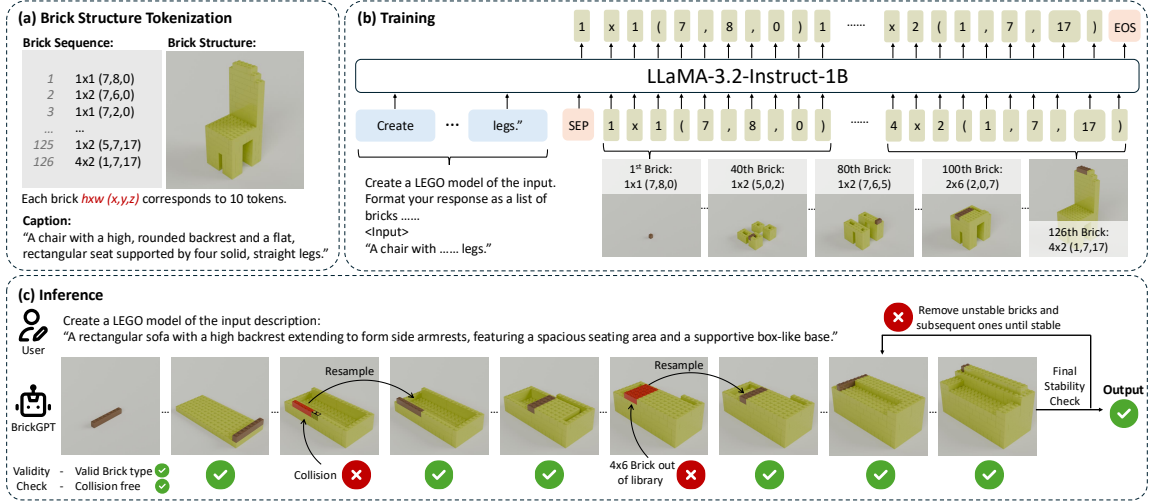 (a) Brick Structure Tokenization
Brick Sequence:
Brick Structure:
1 1x1 (7,8,0)
2 1x2 (7,6,0)
3 1x1 (7,2,0)
... ...
125 1x2 (5,7,17)
126 4x2 (1,7,17)
Each brick hxw (x,y,z) corresponds to 10 tokens.
Caption:
“A chair with a high, rounded backrest and a flat,
rectangular seat supported by four solid, straight legs.”
(b) Training
1 x 1 ( 7 , 8 , 0 ) 1 ...... x 2 ( 1 , 7 , 17 ) EOS
LLaMA-3.2-Instruct-1B
Create ... legs.” SEP 1 x 1 ( 7 , 8 , 0 ) ...... 4 x 2 ( 1 , 7 , 17 )
Create a LEGO model of the input.
Format your response as a list of
bricks ......
<Input>
“A chair with ...... legs.”
1st Brick:
1x1 (7,8,0)
...
40th Brick:
1x2 (5,0,2)
...
80th Brick:
1x2 (7,6,5)
...
100th Brick:
2x6 (2,0,7)
...
126th Brick:
4x2 (1,7,17)
(c) Inference
User
Create a LEGO model of the input description:
“A rectangular sofa with a high backrest extending to form side armrests, featuring a spacious seating area and a supportive box-like base.”
Remove unstable bricks and
subsequent ones until stable
BrickGPT
...
...
Resample
...
...
Resample
...
...
Final
Stability
Check
Output
Validity - Valid Brick type
Check - Collision free
Collision
4x6 Brick out
of library